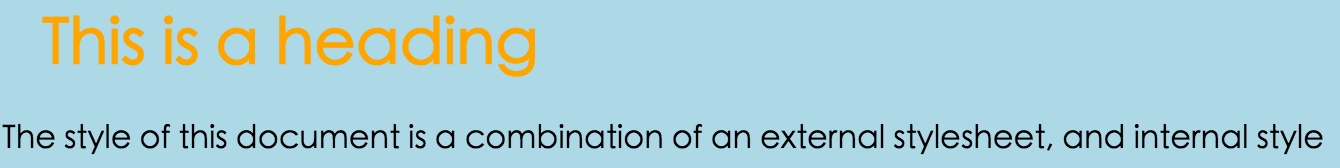 This is a heading
The style of this document is a combination of an external stylesheet, and internal style